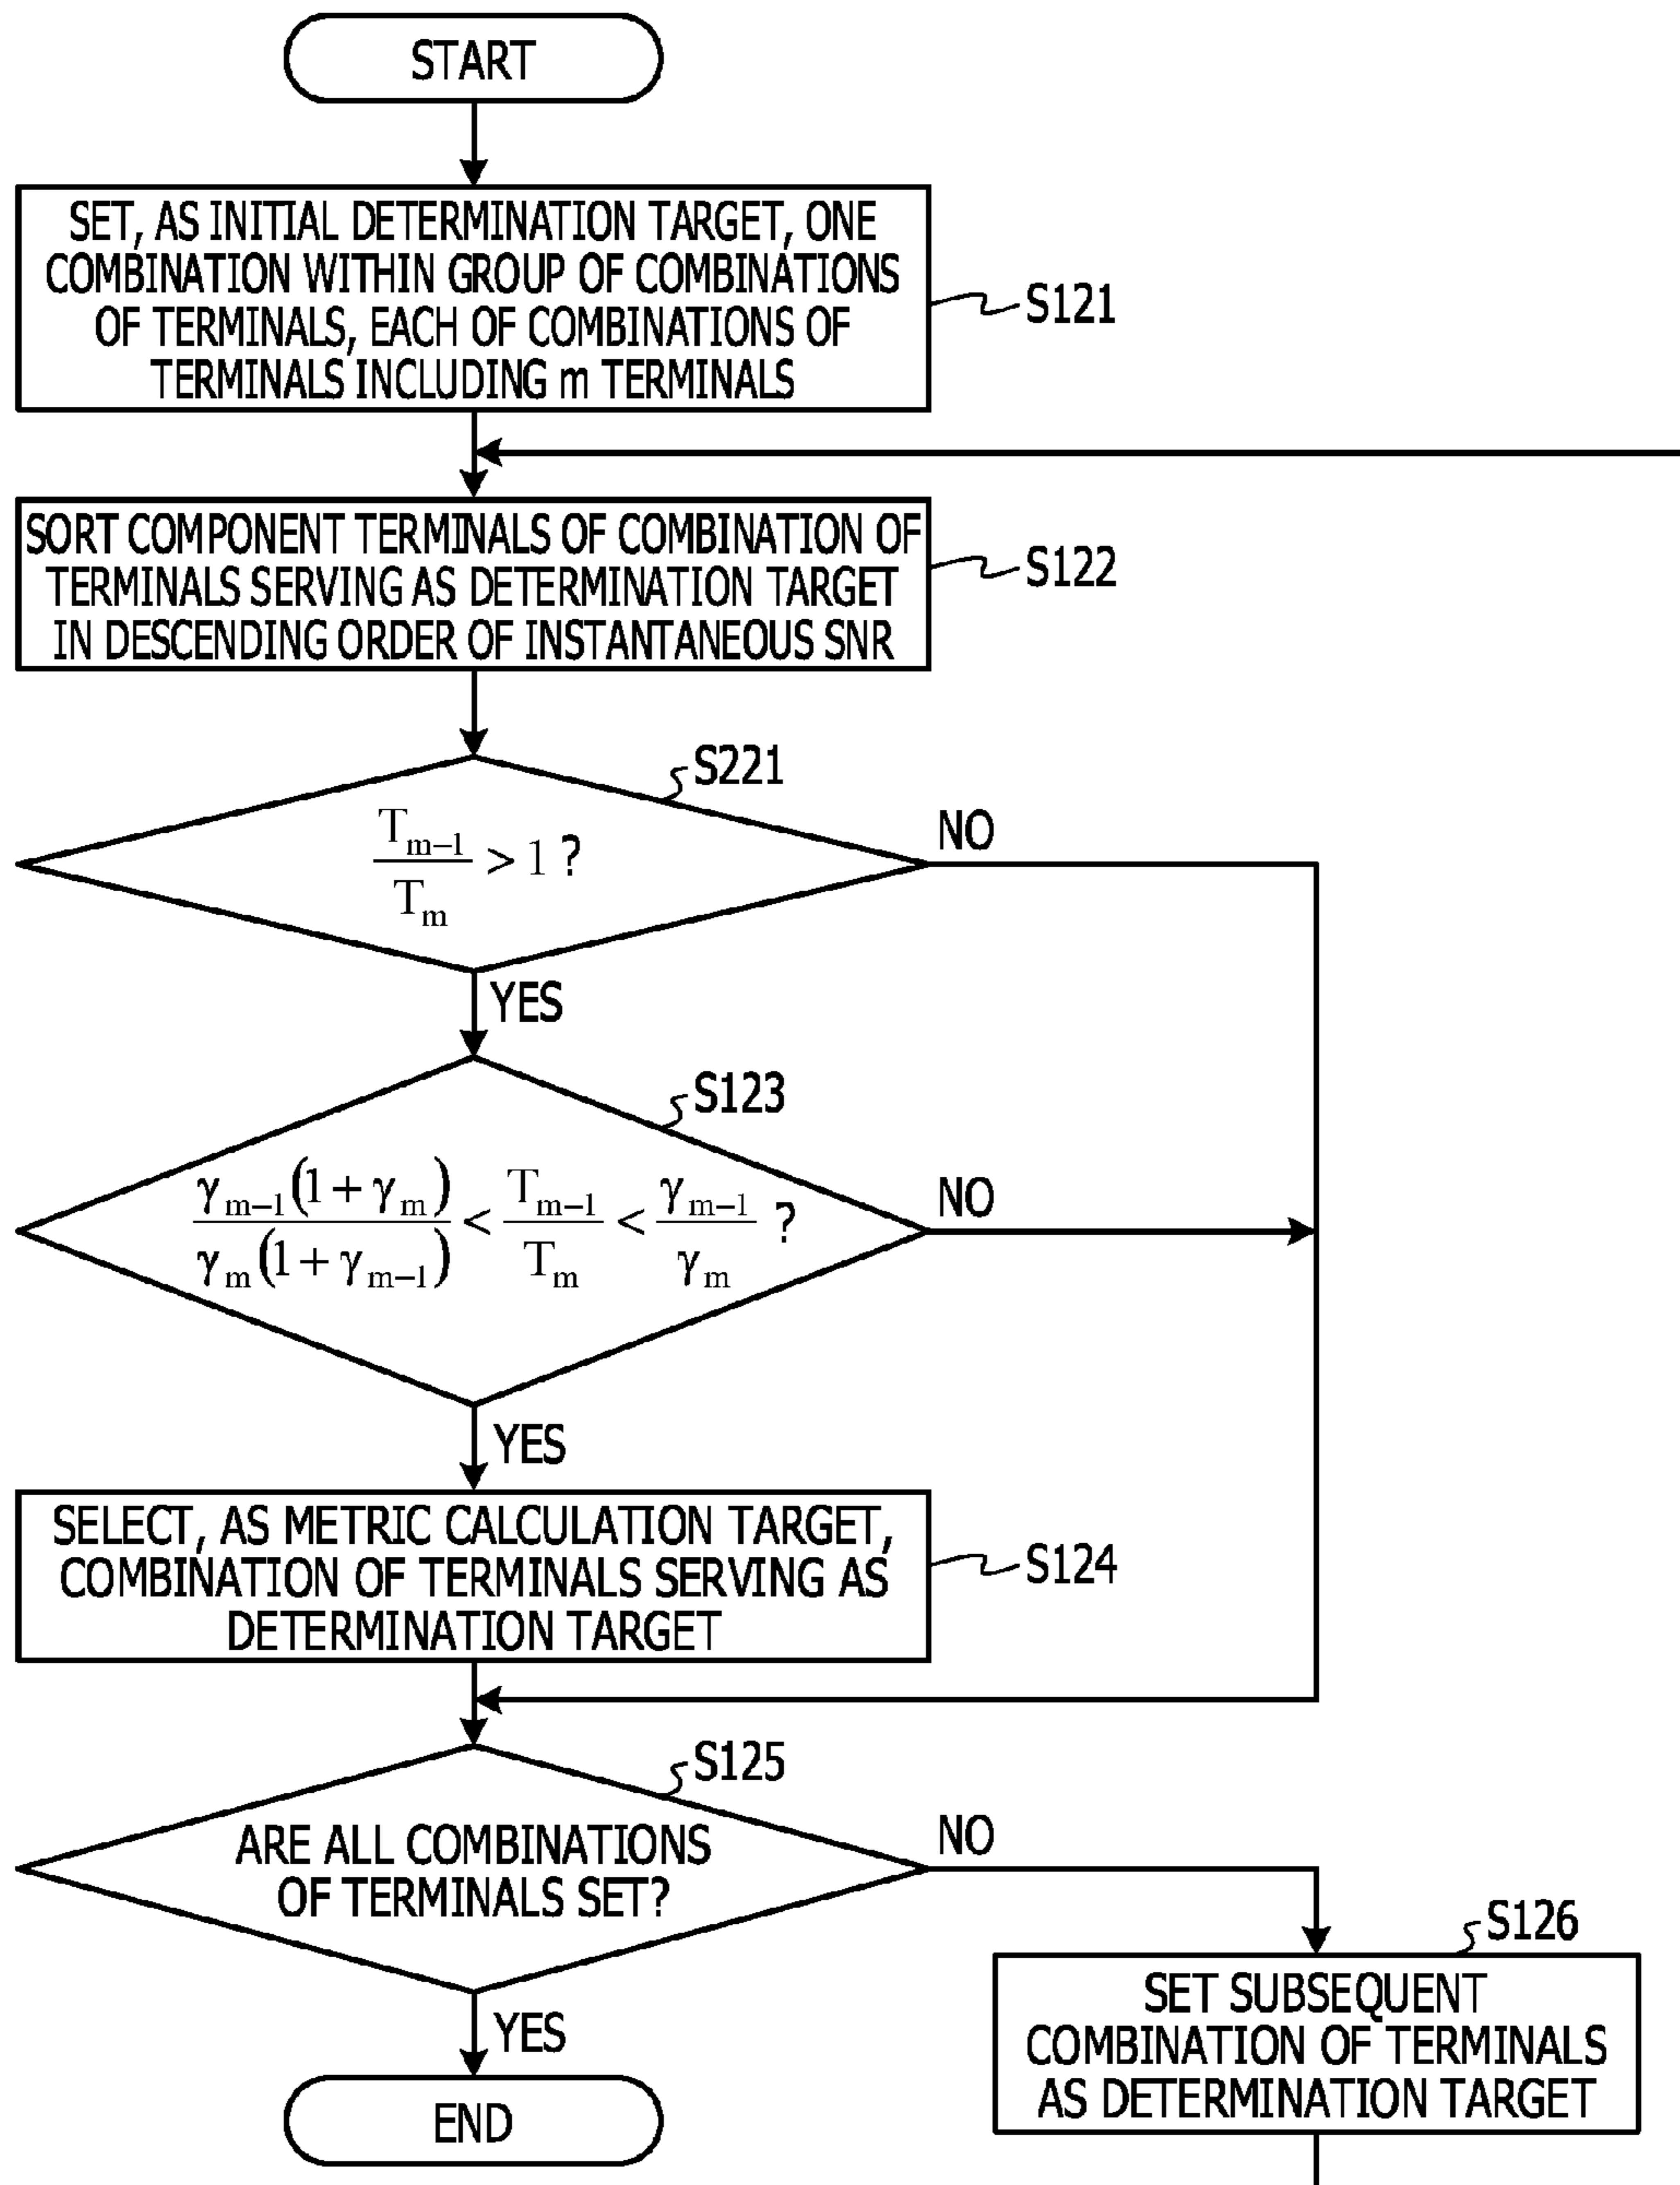 START
SET, AS INITIAL DETERMINATION TARGET, ONE
COMBINATION WITHIN GROUP OF COMBINATIONS
OF TERMINALS, EACH OF COMBINATIONS OF
TERMINALS INCLUDING m TERMINALS
S121
SORT COMPONENT TERMINALS OF COMBINATION OF
TERMINALS SERVING AS DETERMINATION TARGET
IN DESCENDING ORDER OF INSTANTANEOUS SNR
S122
S221
T_{m-1} / T_m > 1 ?
NO
YES
S123
γ_{m-1}(1 + γ_m) / γ_m(1 + γ_{m-1}) < T_{m-1} / T_m < γ_{m-1} / γ_m ?
NO
YES
SELECT, AS METRIC CALCULATION TARGET,
COMBINATION OF TERMINALS SERVING AS
DETERMINATION TARGET
S124
S125
ARE ALL COMBINATIONS
OF TERMINALS SET?
NO
YES
S126
SET SUBSEQUENT
COMBINATION OF TERMINALS
AS DETERMINATION TARGET
END